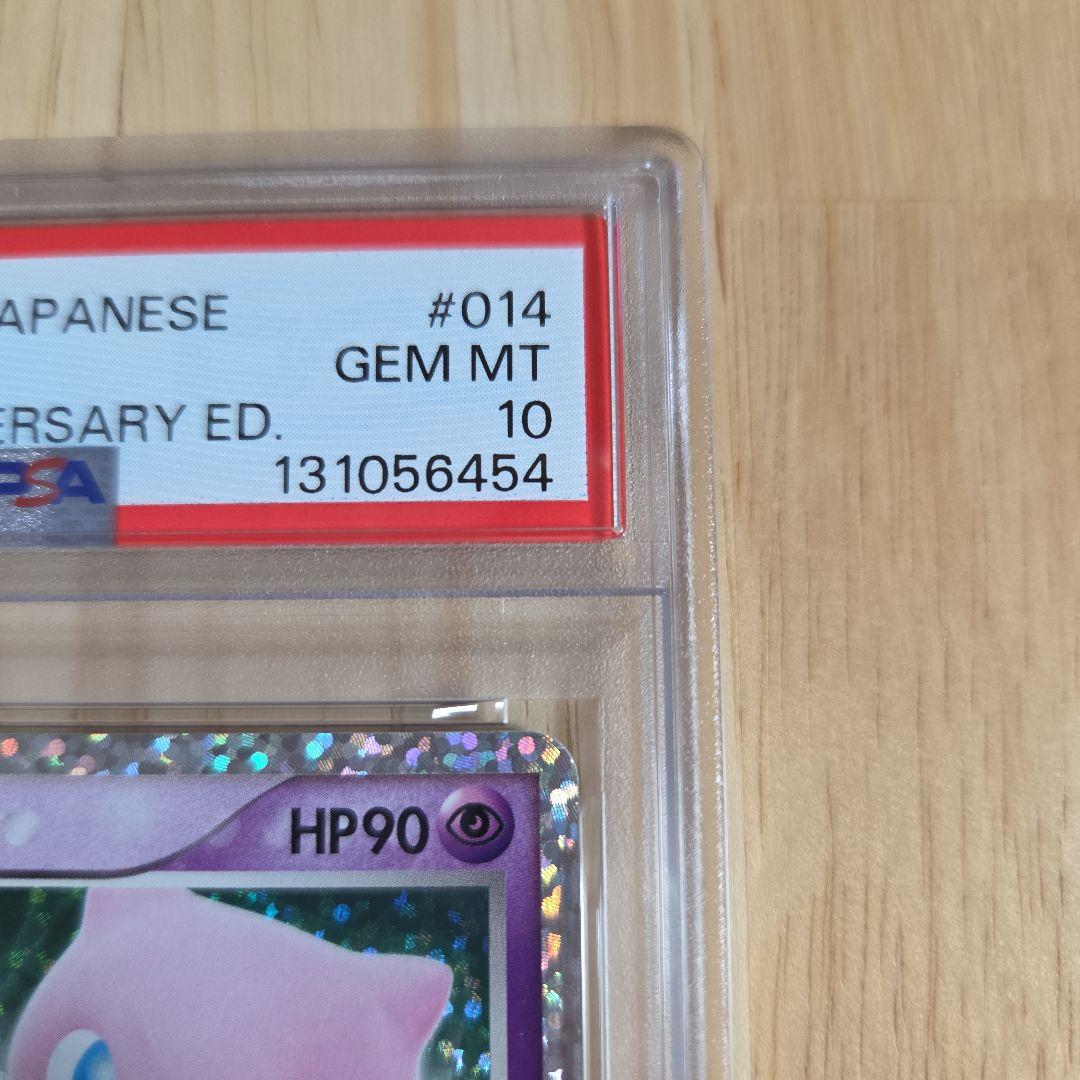 APANESE #014
GEM MT
ERSARY ED. 10
PSA 131056454
HP90